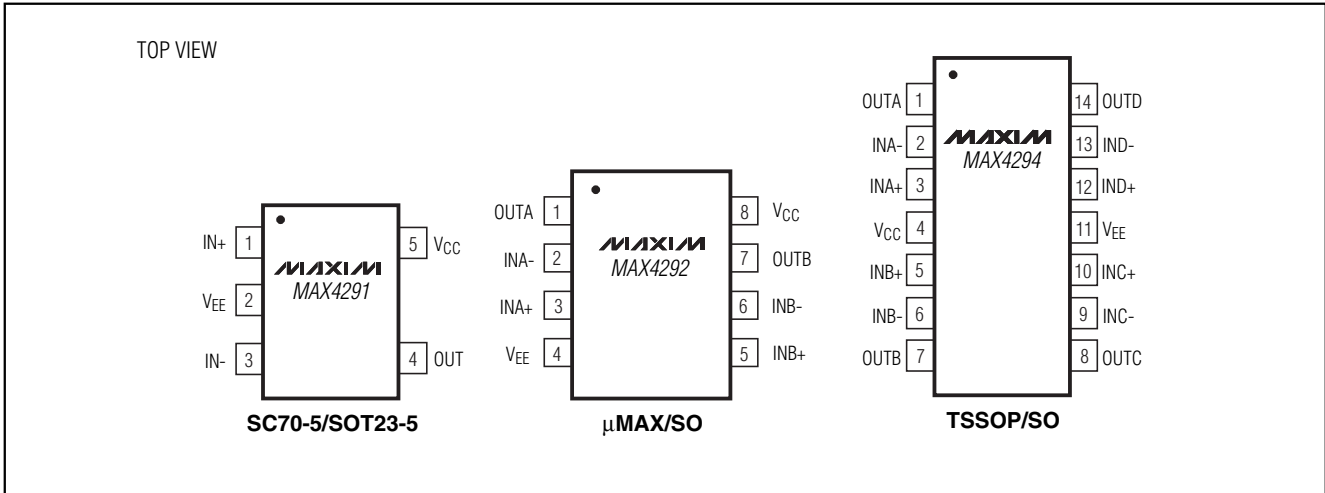 TOP VIEW
IN+ 1
VEE 2
IN- 3
5 VCC
4 OUT
MAXIM
MAX4291
SC70-5/SOT23-5
OUTA 1
INA- 2
INA+ 3
VEE 4
8 VCC
7 OUTB
6 INB-
5 INB+
MAXIM
MAX4292
µMAX/SO
OUTA 1
INA- 2
INA+ 3
VCC 4
INB+ 5
INB- 6
OUTB 7
14 OUTD
13 IND-
12 IND+
11 VEE
10 INC+
9 INC-
8 OUTC
MAXIM
MAX4294
TSSOP/SO